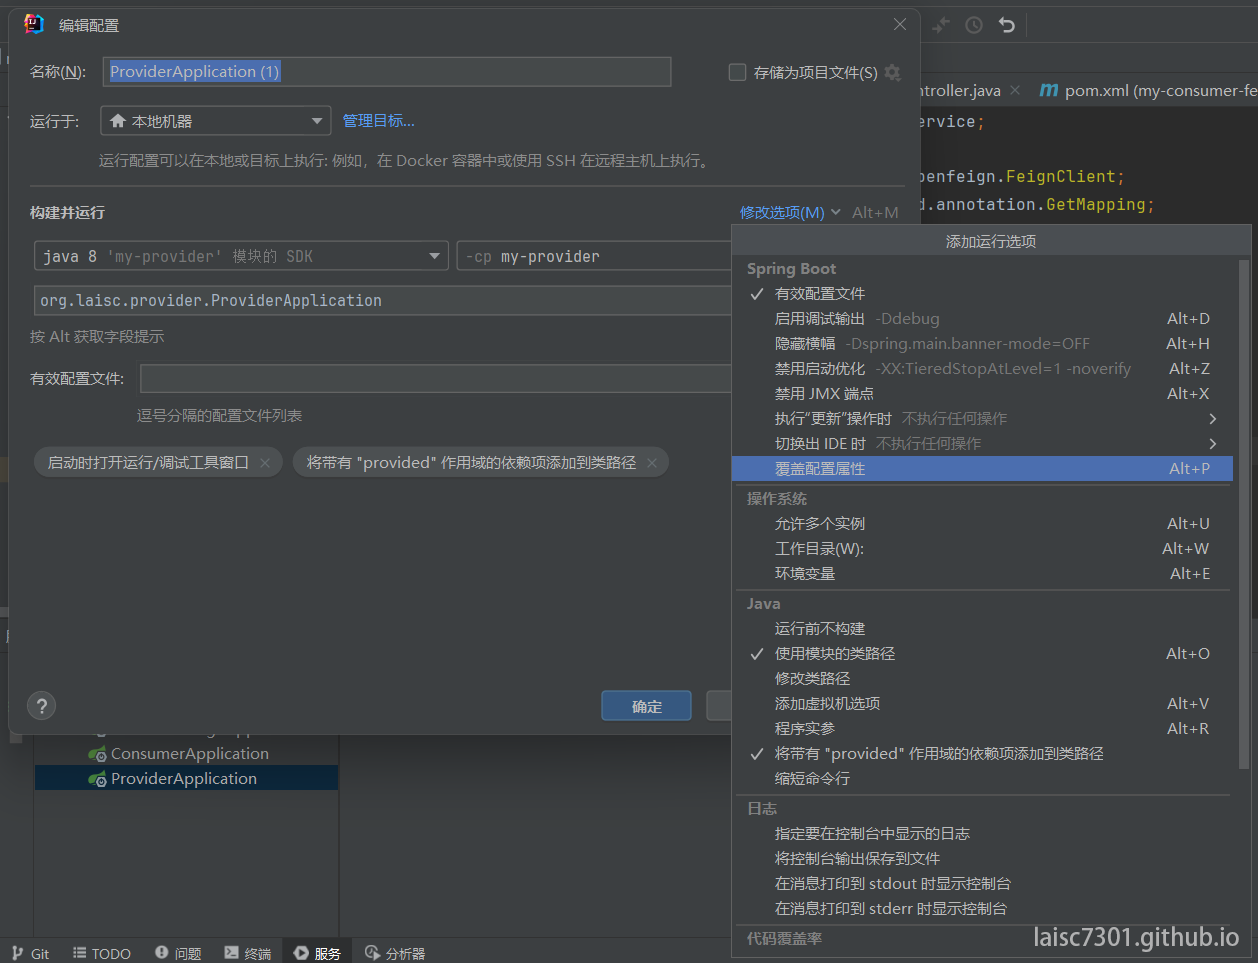 编辑配置
名称(N):
ProviderApplication (1)
存储为项目文件(S)
运行于:
本地机器
管理目标...
运行配置可以在本地或目标上执行: 例如，在 Docker 容器中或使用 SSH 在远程主机上执行。
构建并运行
修改选项(M)
Alt+M
java 8 'my-provider' 模块的 SDK
-cp my-provider
org.laisc.provider.ProviderApplication
按 Alt 获取字段提示
有效配置文件:
逗号分隔的配置文件列表
启动时打开运行/调试工具窗口
将带有 "provided" 作用域的依赖项添加到类路径
确定
?
ntroller.java
pom.xml (my-consumer-fe
ervice;
penfeign.FeignClient;
d.annotation.GetMapping;
添加运行选项
Spring Boot
有效配置文件
启用调试输出 -Ddebug Alt+D
隐藏横幅 -Dspring.main.banner-mode=OFF Alt+H
禁用启动优化 -XX:TieredStopAtLevel=1 -noverify Alt+Z
禁用 JMX 端点 Alt+X
执行“更新”操作时 不执行任何操作
切换出 IDE 时 不执行任何操作
覆盖配置属性 Alt+P
操作系统
允许多个实例 Alt+U
工作目录(W): Alt+W
环境变量 Alt+E
Java
运行前不构建
使用模块的类路径 Alt+O
修改类路径
添加虚拟机选项 Alt+V
程序实参 Alt+R
将带有 "provided" 作用域的依赖项添加到类路径
缩短命令行
日志
指定要在控制台中显示的日志
将控制台输出保存到文件
在消息打印到 stdout 时显示控制台
在消息打印到 stderr 时显示控制台
代码覆盖率
ConsumerApplication
ProviderApplication
Git
TODO
问题
终端
服务
分析器
laisc7301.github.io